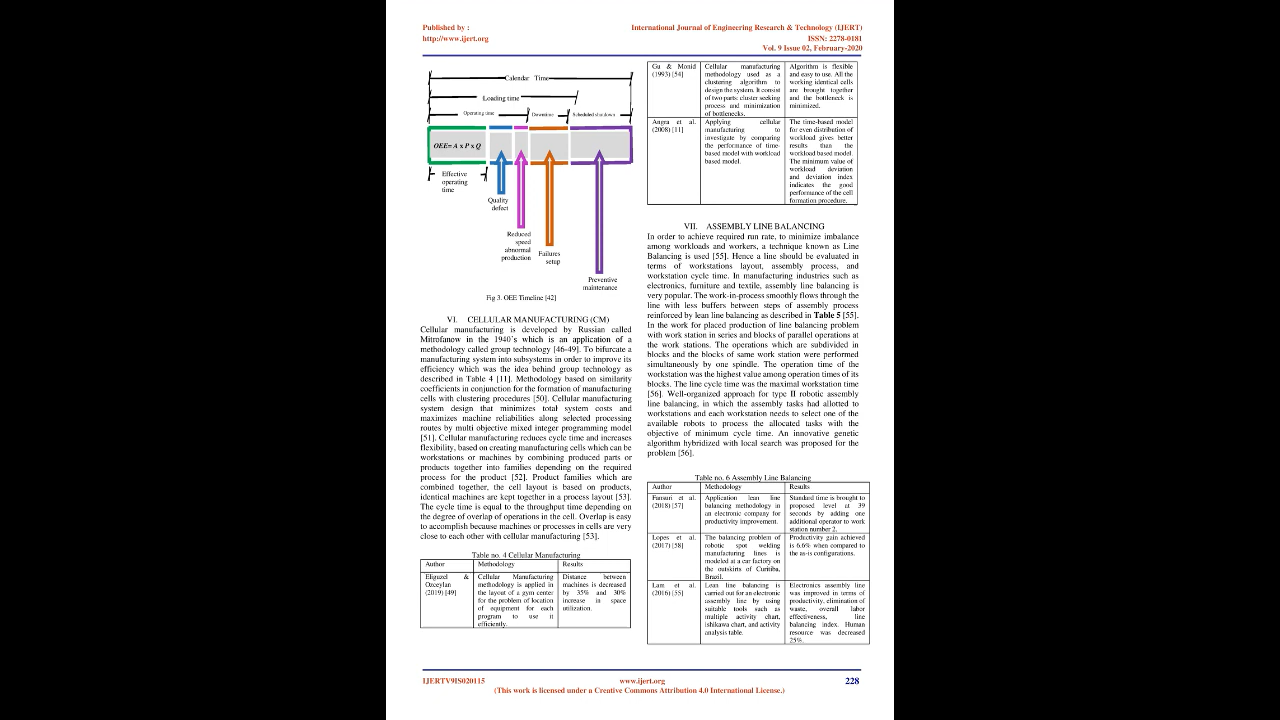 Published by :
http://www.ijert.org
International Journal of Engineering Research & Technology (IJERT)
ISSN: 2278-0181
Vol. 9 Issue 02, February-2020
Calendar Time
Loading time
Operating time
Downtime
Scheduled shutdown
OEE= A x P x Q
Effective
operating
time
Quality
defect
Reduced
speed
abnormal
production
Failures
setup
Preventive
maintenance
Fig 3. OEE Timeline [42]
VI. CELLULAR MANUFACTURING (CM)
Cellular manufacturing is developed by Russian called
Mitrofanow in the 1940's which is an application of a
methodology called group technology [46-49]. To bifurcate a
manufacturing system into subsystems in order to improve its
efficiency which was the idea behind group technology as
described in Table 4 [11]. Methodology based on similarity
coefficients in conjunction for the formation of manufacturing
cells with clustering procedures [50]. Cellular manufacturing
system design that minimizes total system costs and
maximizes machine reliabilities along selected processing
routes by multi objective mixed integer programming model
[51]. Cellular manufacturing reduces cycle time and increases
flexibility, based on creating manufacturing cells which can be
workstations or machines by combining produced parts or
products together into families depending on the required
process for the product [52]. Product families which are
combined together, the cell layout is based on products,
identical machines are kept together in a process layout [53].
The cycle time is equal to the throughput time depending on
the degree of overlap of operations in the cell. Overlap is easy
to accomplish because machines or processes in cells are very
close to each other with cellular manufacturing [53].
Table no. 4 Cellular Manufacturing
Author Methodology Results
Eliguzel &
Ozceylan
(2019) [49]
Cellular Manufacturing
methodology is applied in
the layout of a gym center
for the problem of location
of equipment for each
program to use it
efficiently.
Distance between
machines is decreased
by 35% and 30%
increase in space
utilization.
Gu & Monid
(1993) [54]
Cellular manufacturing
methodology used as a
clustering algorithm to
design the system. It consist
of two parts: cluster seeking
process and minimization
of bottlenecks.
Algorithm is flexible
and easy to use. All the
working identical cells
are brought together
and the bottleneck is
minimized.
Angra et al.
(2008) [11]
Applying cellular
manufacturing to
investigate by comparing
the performance of time-
based model with workload
based model.
The time-based model
for even distribution of
workload gives better
results than the
workload based model.
The minimum value of
workload deviation
and deviation index
indicates the good
performance of the cell
formation procedure.
VII. ASSEMBLY LINE BALANCING
In order to achieve required run rate, to minimize imbalance
among workloads and workers, a technique known as Line
Balancing is used [55]. Hence a line should be evaluated in
terms of workstations layout, assembly process, and
workstation cycle time. In manufacturing industries such as
electronics, furniture and textile, assembly line balancing is
very popular. The work-in-process smoothly flows through the
line with less buffers between steps of assembly process
reinforced by lean line balancing as described in Table 5 [55].
In the work for placed production of line balancing problem
with work station in series and blocks of parallel operations at
the work stations. The operations which are subdivided in
blocks and the blocks of same work station were performed
simultaneously by one spindle. The operation time of the
workstation was the highest value among operation times of its
blocks. The line cycle time was the maximal workstation time
[56]. Well-organized approach for type II robotic assembly
line balancing, in which the assembly tasks had allotted to
workstations and each workstation needs to select one of the
available robots to process the allocated tasks with the
objective of minimum cycle time. An innovative genetic
algorithm hybridized with local search was proposed for the
problem [56].
Table no. 6 Assembly Line Balancing
Author Methodology Results
Fansuri et al.
(2018) [57]
Application lean line
balancing methodology in
an electronic company for
productivity improvement.
Standard time is brought to
proposed level at 39
seconds by adding one
additional operator to work
station number 2.
Lopes et al.
(2017) [58]
The balancing problem of
robotic spot welding
manufacturing lines is
modeled at a car factory on
the outskirts of Curitiba,
Brazil.
Productivity gain achieved
is 6.6% when compared to
the as-is configurations.
Lam et al.
(2016) [55]
Lean line balancing is
carried out for an electronic
assembly line by using
suitable tools such as
multiple activity chart,
ishikawa chart, and activity
analysis table.
Electronics assembly line
was improved in terms of
productivity, elimination of
waste, overall labor
effectiveness, line
balancing index. Human
resource was decreased
25%.
IJERTV9IS020115
www.ijert.org
228
(This work is licensed under a Creative Commons Attribution 4.0 International License.)